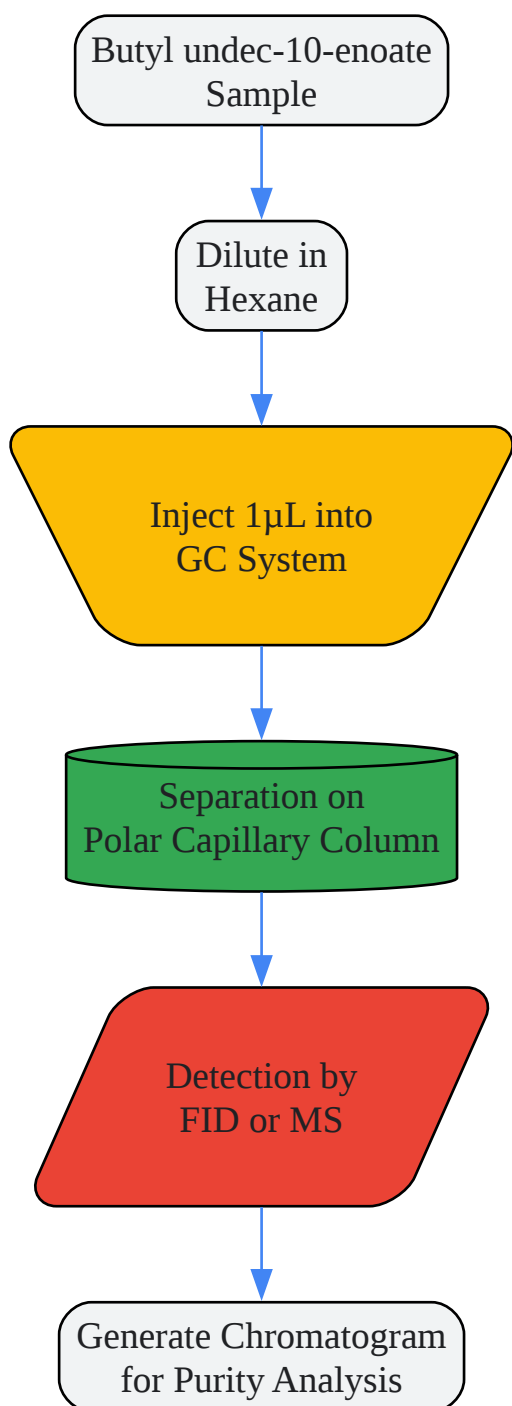 Butyl undec-10-enoate
Sample
Dilute in
Hexane
Inject 1µL into
GC System
Separation on
Polar Capillary Column
Detection by
FID or MS
Generate Chromatogram
for Purity Analysis